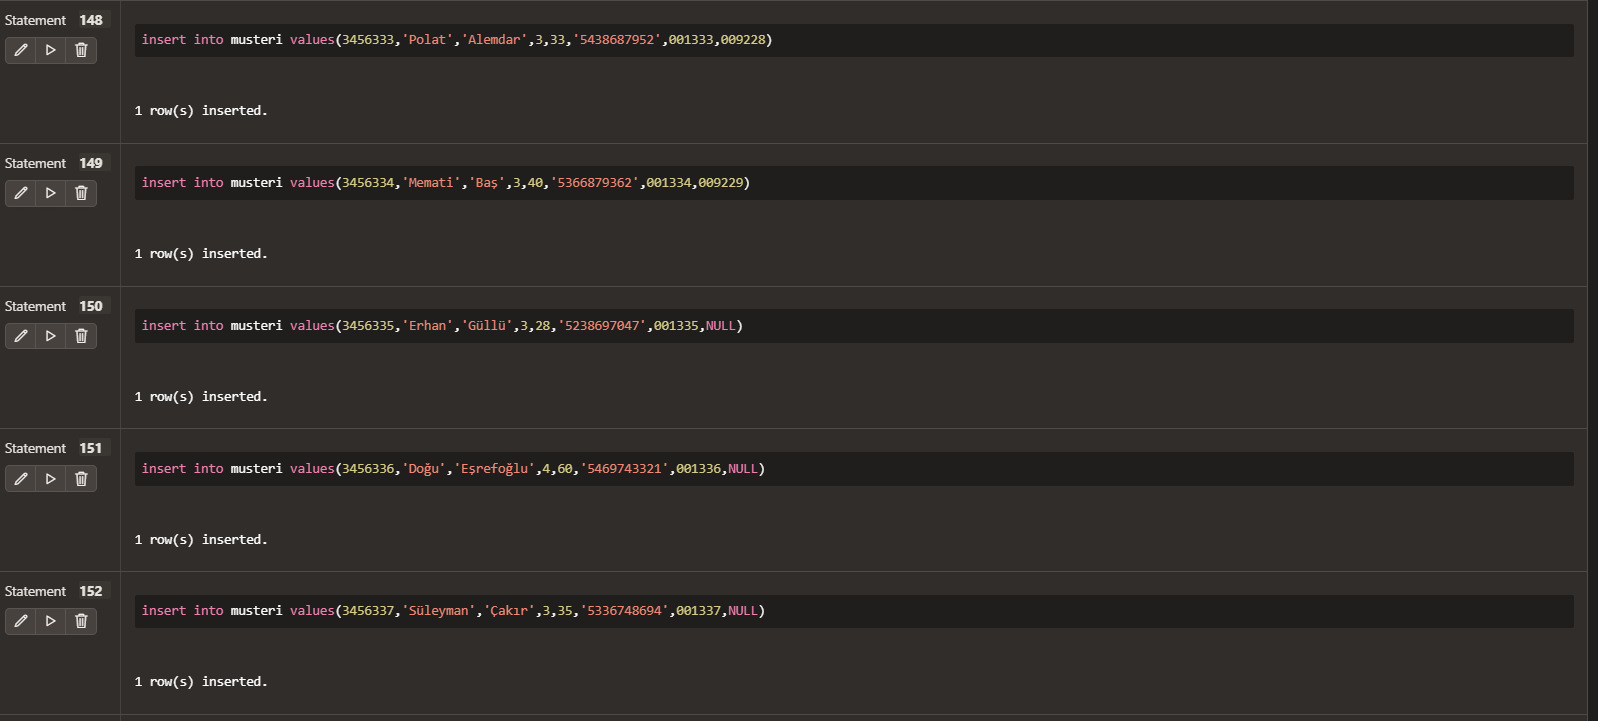 Statement 148
insert into musteri values(3456333,'Polat','Alemdar',3,33,'5438687952',001333,009228)
1 row(s) inserted.
Statement 149
insert into musteri values(3456334,'Memati','Baş',3,40,'5366879362',001334,009229)
1 row(s) inserted.
Statement 150
insert into musteri values(3456335,'Erhan','Güllü',3,28,'5238697047',001335,NULL)
1 row(s) inserted.
Statement 151
insert into musteri values(3456336,'Doğu','Eşrefoğlu',4,60,'5469743321',001336,NULL)
1 row(s) inserted.
Statement 152
insert into musteri values(3456337,'Süleyman','Çakır',3,35,'5336748694',001337,NULL)
1 row(s) inserted.